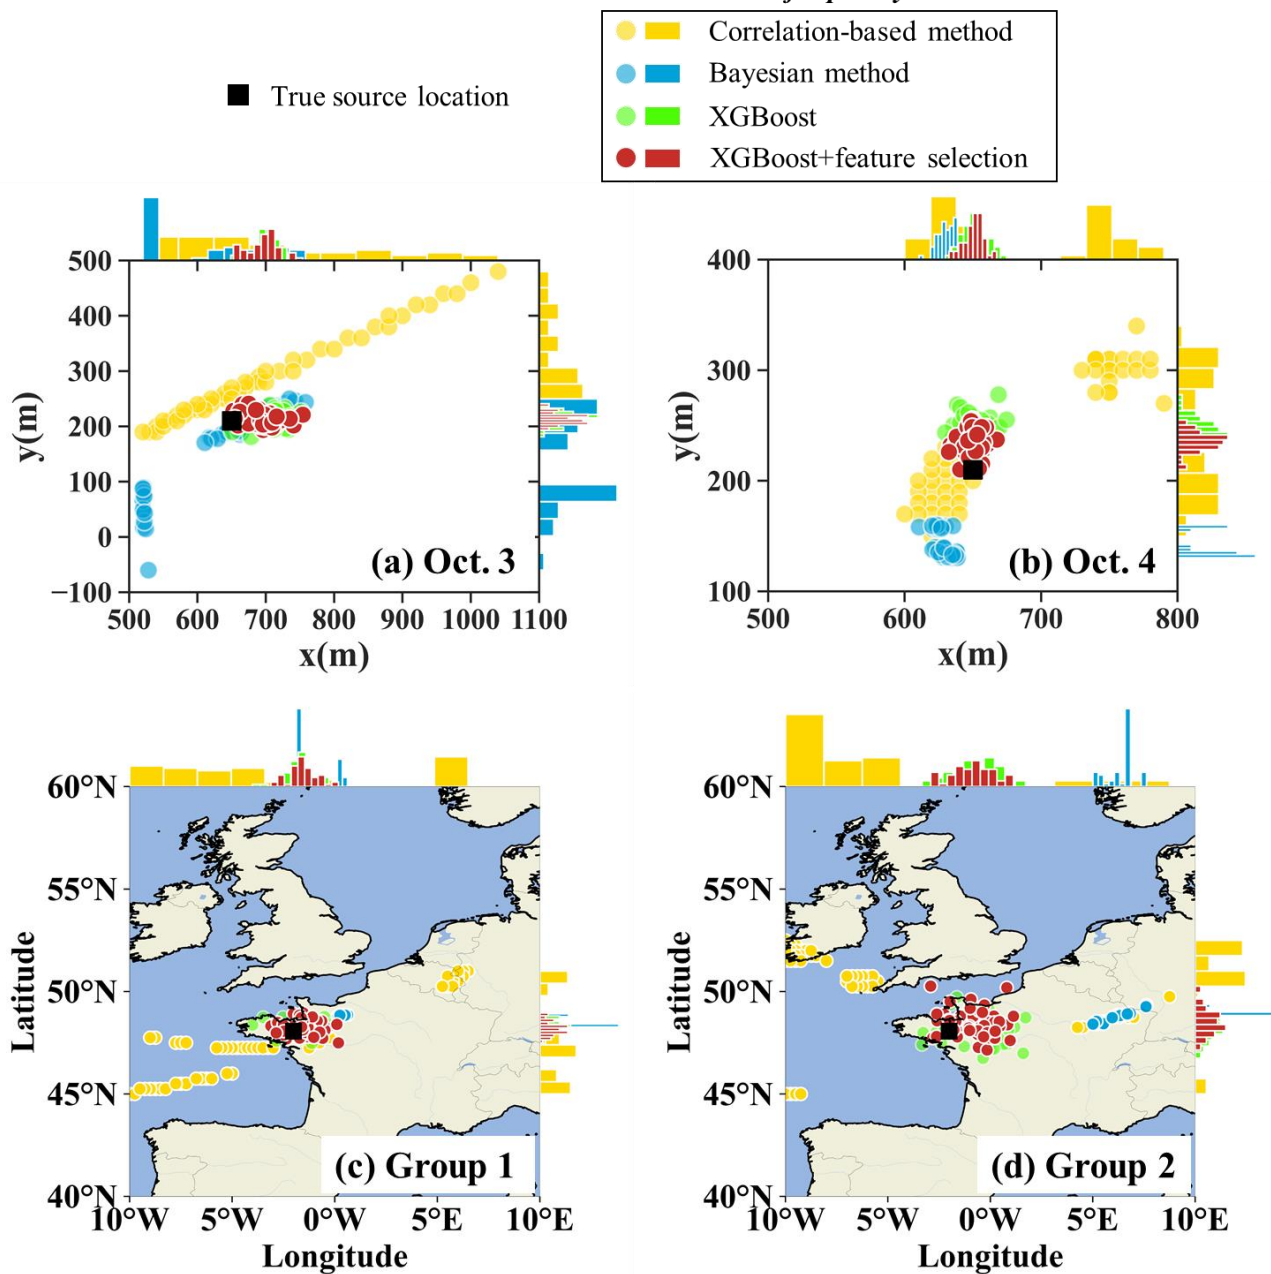 Correlation-based method
Bayesian method
True source location
XGBoost
XGBoost+feature selection
500
400
300
200
100
0
−100
y(m)
(a) Oct. 3
500 600 700 800 900 1000 1100
x(m)
400
300
200
100
y(m)
(b) Oct. 4
500 600 700 800
x(m)
60°N
55°N
50°N
45°N
40°N
Latitude
(c) Group 1
10°W 5°W 0°W 5°E 10°E
Longitude
60°N
55°N
50°N
45°N
40°N
Latitude
(d) Group 2
10°W 5°W 0°W 5°E 10°E
Longitude